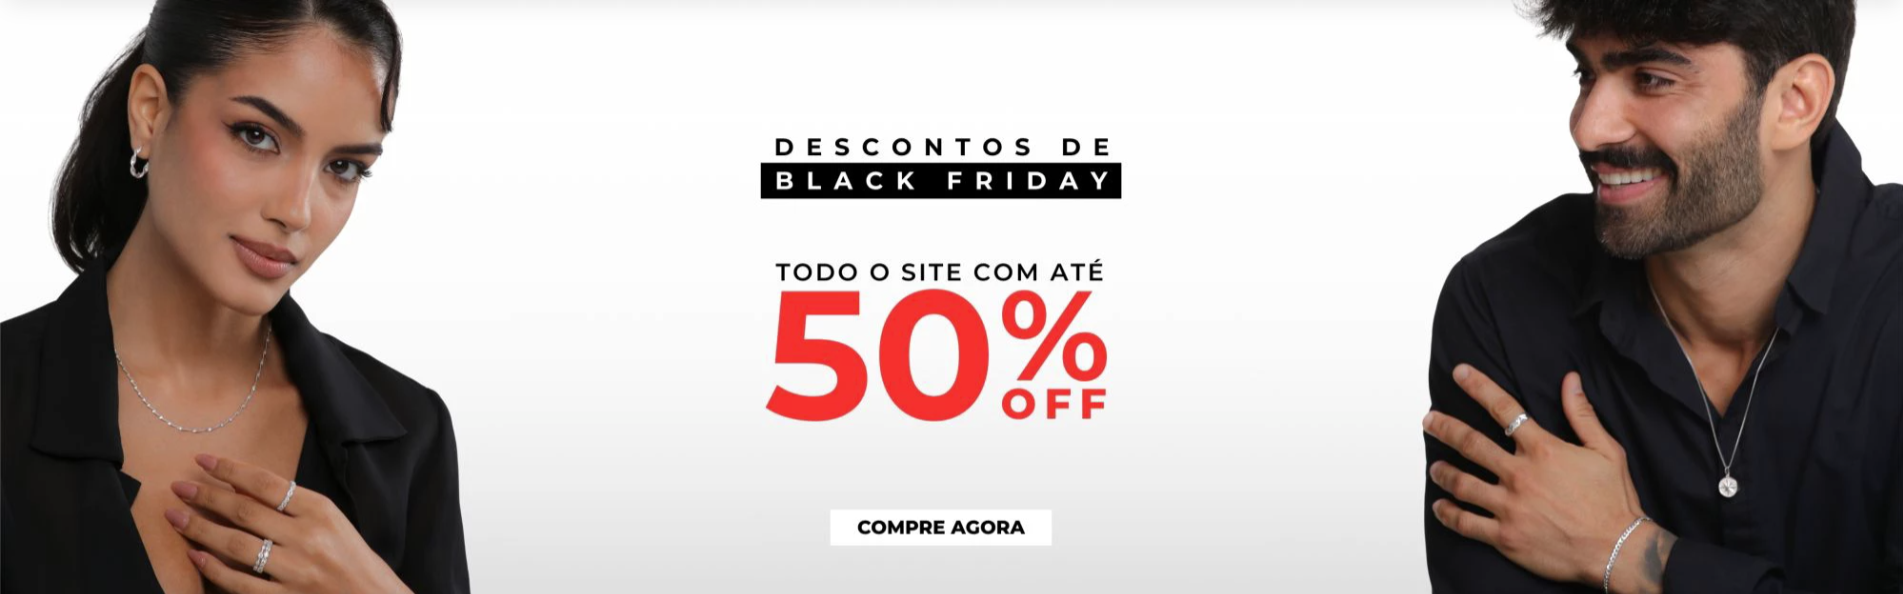 DESCONTOS DE
BLACK FRIDAY
TODO O SITE COM ATÉ
50%
OFF
COMPRE AGORA